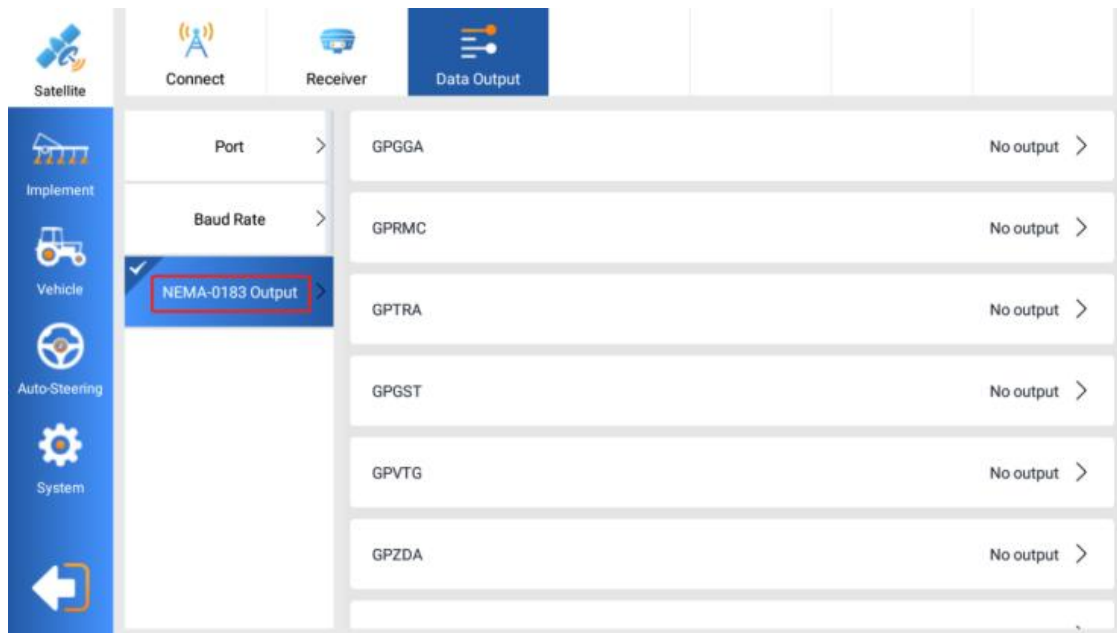 Satellite
Connect
Receiver
Data Output
Implement
Vehicle
Auto-Steering
System
Port
Baud Rate
NEMA-0183 Output
GPGGA No output
GPRMC No output
GPTRA No output
GPGST No output
GPVTG No output
GPZDA No output